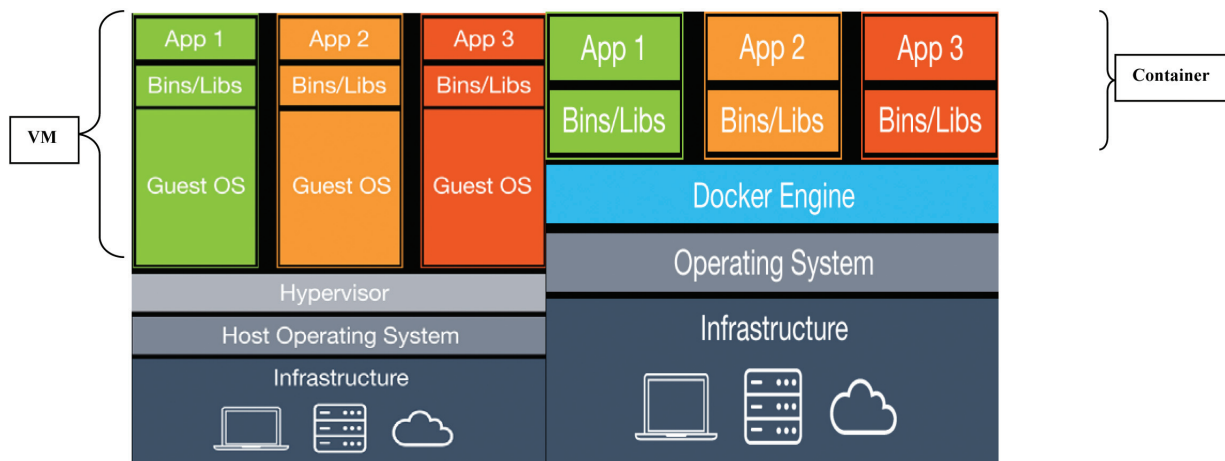 App 1
App 2
App 3
Bins/Libs
Bins/Libs
Bins/Libs
Guest OS
Guest OS
Guest OS
Hypervisor
Host Operating System
Infrastructure
VM
App 1
App 2
App 3
Bins/Libs
Bins/Libs
Bins/Libs
Docker Engine
Operating System
Infrastructure
Container